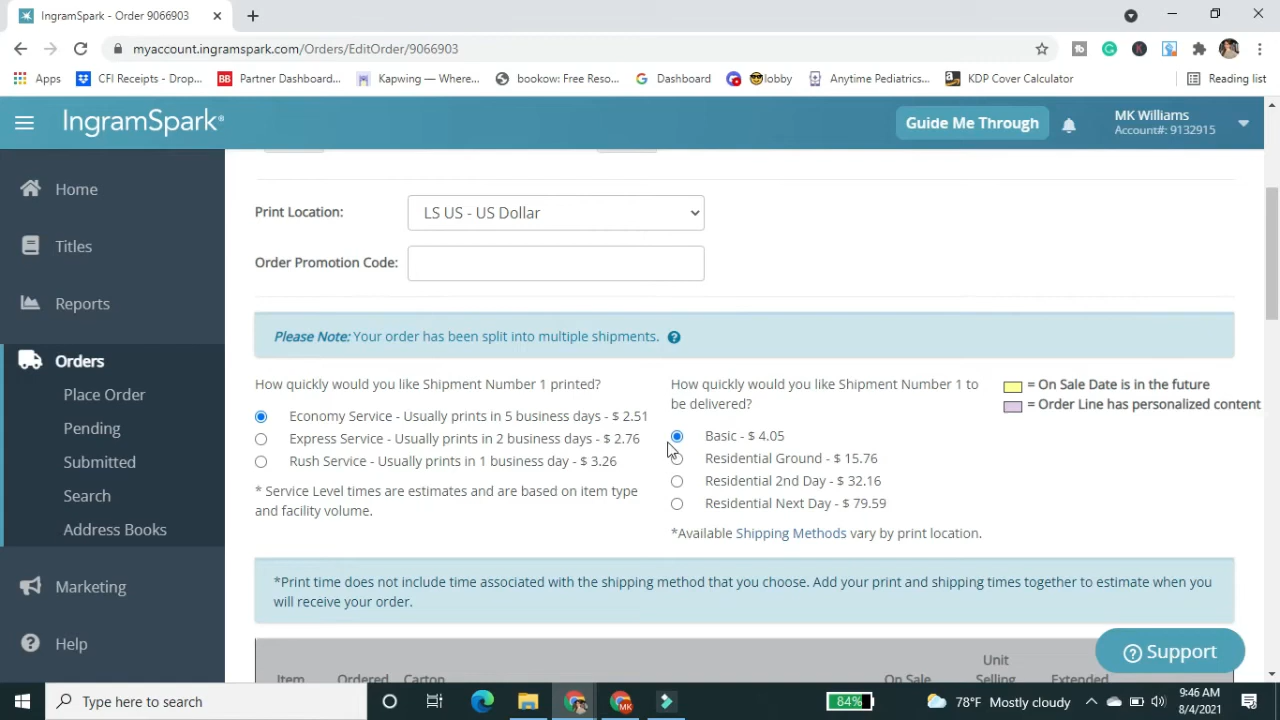 IngramSpark - Order 9066903
myaccount.ingramspark.com/Orders/EditOrder/9066903
Apps
CFI Receipts - Drop...
BB Partner Dashboard...
Kapwing — Where...
bookow: Free Reso...
Dashboard
lobby
Anytime Pediatrics...
KDP Cover Calculator
Reading list
IngramSpark®
Guide Me Through
MK Williams
Account#: 9132915
Home
Titles
Reports
Orders
Place Order
Pending
Submitted
Search
Address Books
Marketing
Help
Print Location:
LS US - US Dollar
Order Promotion Code:
Please Note: Your order has been split into multiple shipments.
How quickly would you like Shipment Number 1 printed?
Economy Service - Usually prints in 5 business days - $ 2.51
Express Service - Usually prints in 2 business days - $ 2.76
Rush Service - Usually prints in 1 business day - $ 3.26
* Service Level times are estimates and are based on item type
and facility volume.
How quickly would you like Shipment Number 1 to
be delivered?
Basic - $ 4.05
Residential Ground - $ 15.76
Residential 2nd Day - $ 32.16
Residential Next Day - $ 79.59
*Available Shipping Methods vary by print location.
= On Sale Date is in the future
= Order Line has personalized content
*Print time does not include time associated with the shipping method that you choose. Add your print and shipping times together to estimate when you
will receive your order.
Unit
Item Ordered Carton On Sale Selling Extended
Support
Type here to search
MK
84%
78°F Mostly cloudy
9:46 AM
8/4/2021